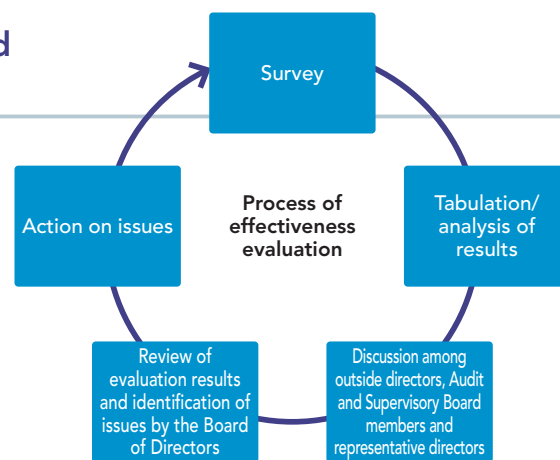 d
Survey
Process of
effectiveness
evaluation
Tabulation/
analysis of
results
Discussion among
outside directors, Audit
and Supervisory Board
members and
representative directors
Review of
evaluation results
and identification of
issues by the Board
of Directors
Action on issues